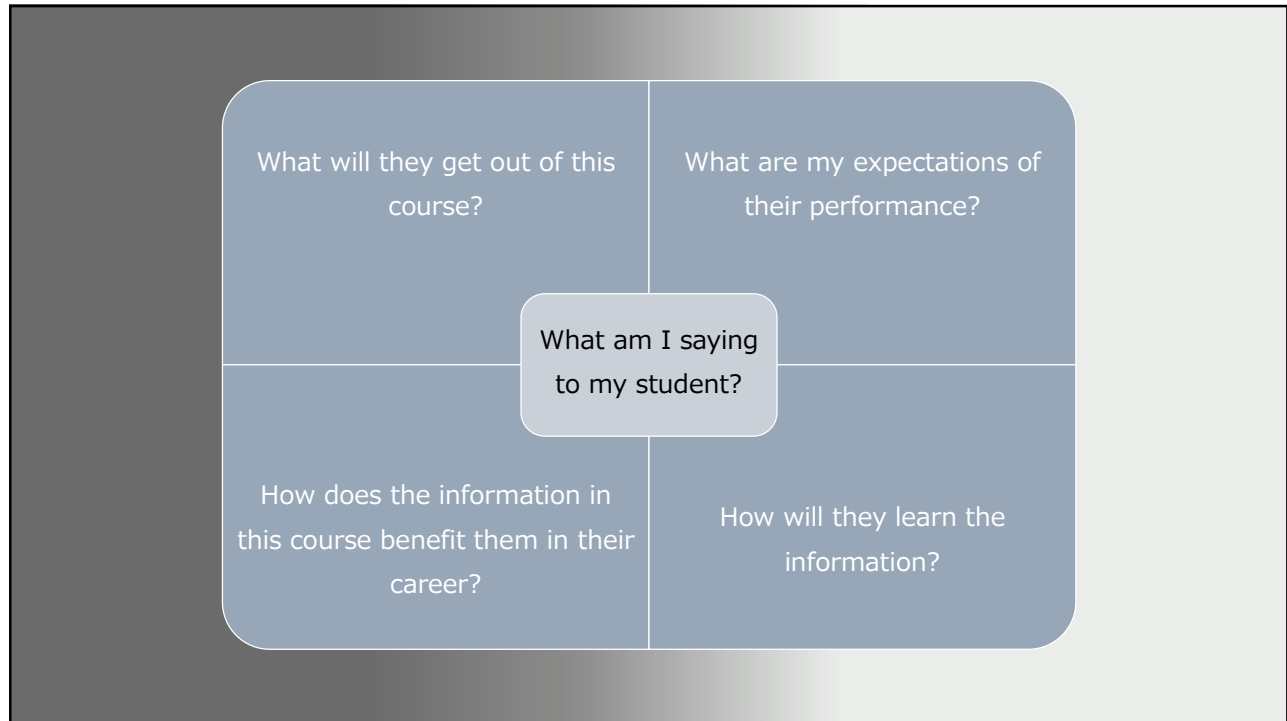 What will they get out of this
course?
What are my expectations of
their performance?
What am I saying
to my student?
How does the information in
this course benefit them in their
career?
How will they learn the
information?